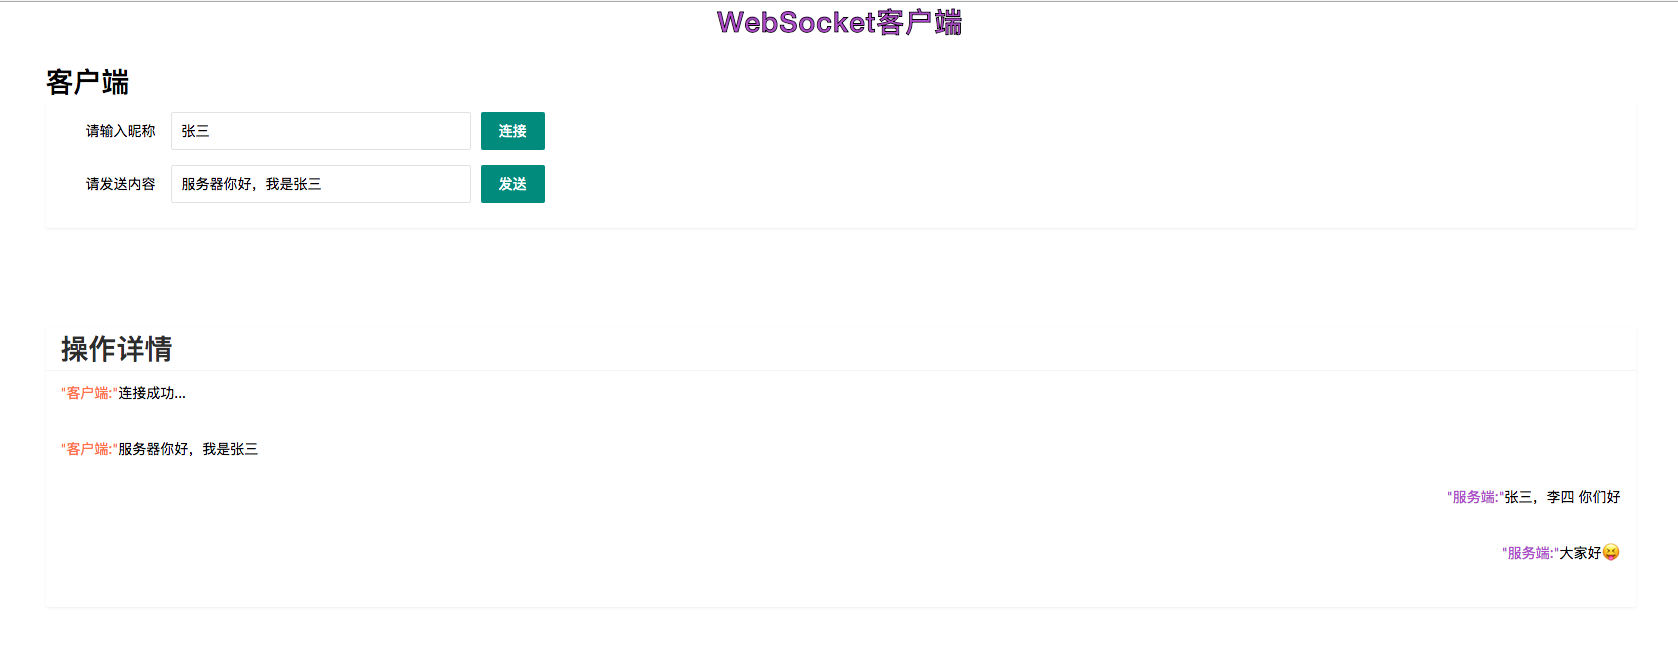 WebSocket客户端
客户端
请输入昵称 张三 连接
请发送内容 服务器你好，我是张三 发送
操作详情
"客户端:"连接成功...
"客户端:"服务器你好，我是张三
"服务端:"张三，李四 你们好
"服务端:"大家好😝